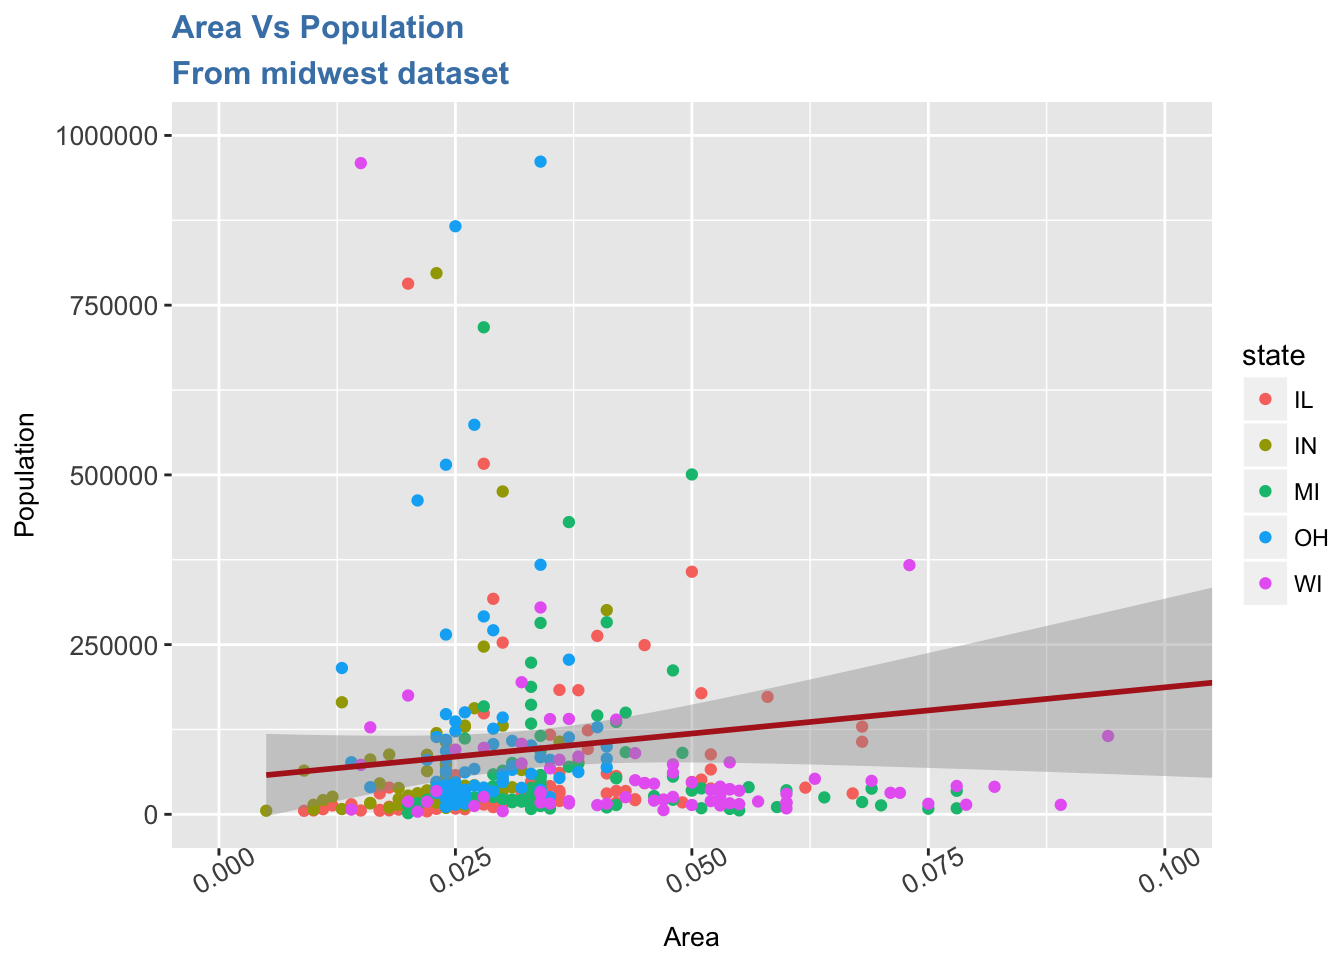 Area Vs Population
From midwest dataset
1000000
750000
500000
250000
0
Population
0.000
0.025
0.050
0.075
0.100
Area
state
IL
IN
MI
OH
WI